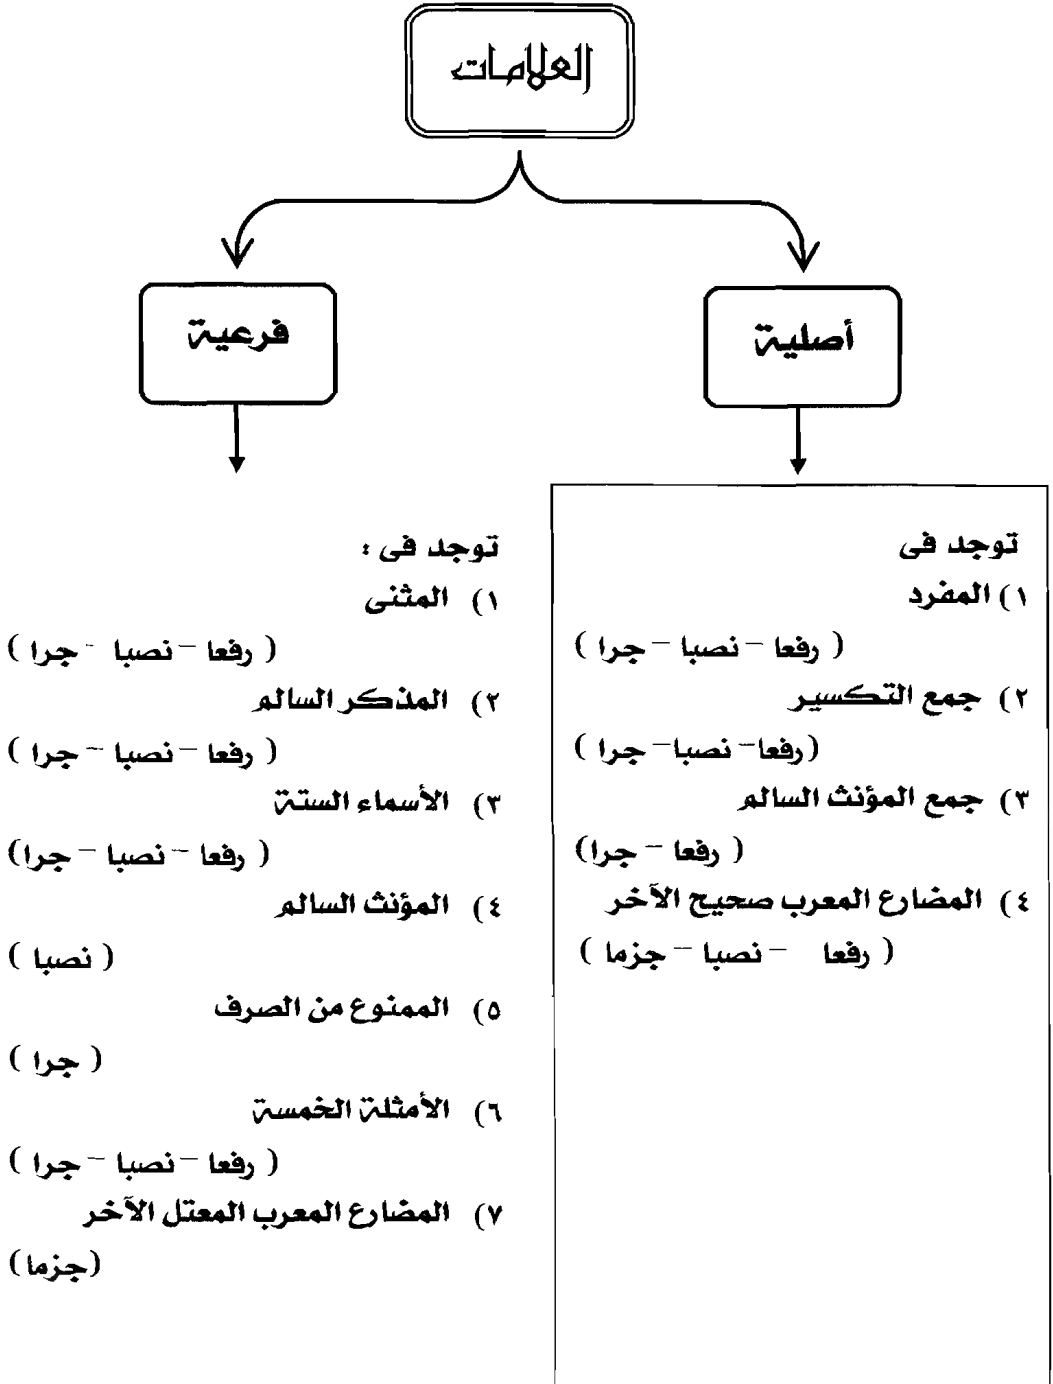 العلامات
أصلية
توجد فى
١) المفرد
( رفعا – نصبا – جرا )
٢) جمع التكسير
(رفعا– نصبا– جرا )
٣) جمع المؤنث السالم
( رفعا – جرا)
٤) المضارع المعرب صحيح الآخر
( رفعا – نصبا – جزما )
فرعية
توجد فى :
١) المثنى
( رفعا – نصبا - جرا )
٢) المذكر السالم
( رفعا – نصبا – جرا )
٣) الأسماء الستة
( رفعا – نصبا – جرا)
٤) المؤنث السالم
( نصبا )
٥) الممنوع من الصرف
( جرا )
٦) الأمثلة الخمسة
( رفعا – نصبا – جرا )
٧) المضارع المعرب المعتل الآخر
(جزما)